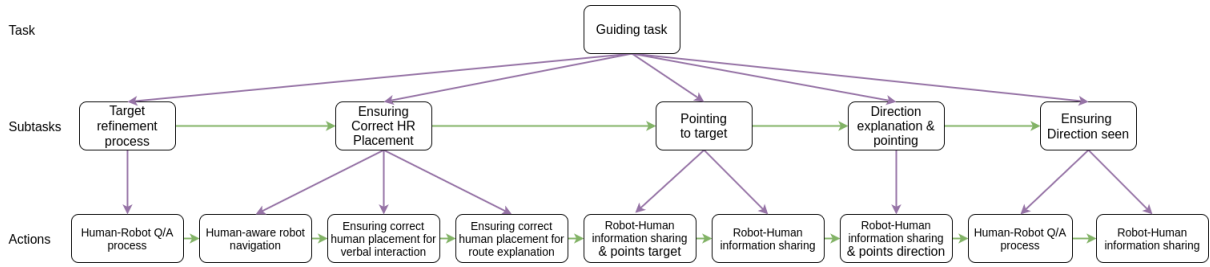 Task
Guiding task
Subtasks
Target
refinement
process
Ensuring
Correct HR
Placement
Pointing
to target
Direction
explanation &
pointing
Ensuring
Direction seen
Actions
Human-Robot Q/A
process
Human-aware robot
navigation
Ensuring correct
human placement for
verbal interaction
Ensuring correct
human placement for
route explanation
Robot-Human
information sharing
& points target
Robot-Human
information sharing
Robot-Human
information sharing
& points direction
Human-Robot Q/A
process
Robot-Human
information sharing